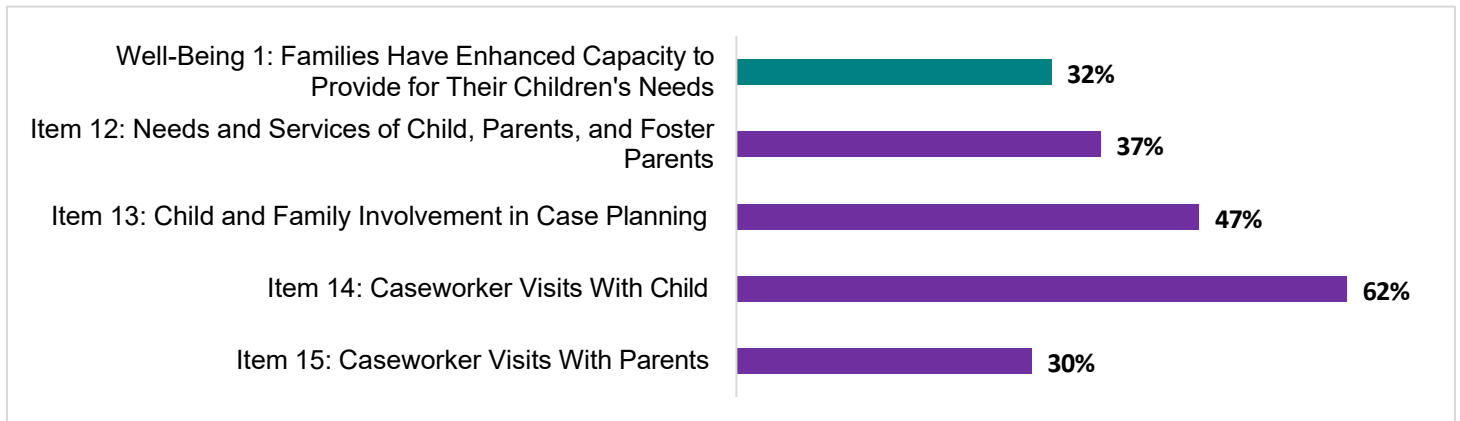 Well-Being 1: Families Have Enhanced Capacity to
Provide for Their Children's Needs
32%
Item 12: Needs and Services of Child, Parents, and Foster
Parents
37%
Item 13: Child and Family Involvement in Case Planning
47%
Item 14: Caseworker Visits With Child
62%
Item 15: Caseworker Visits With Parents
30%